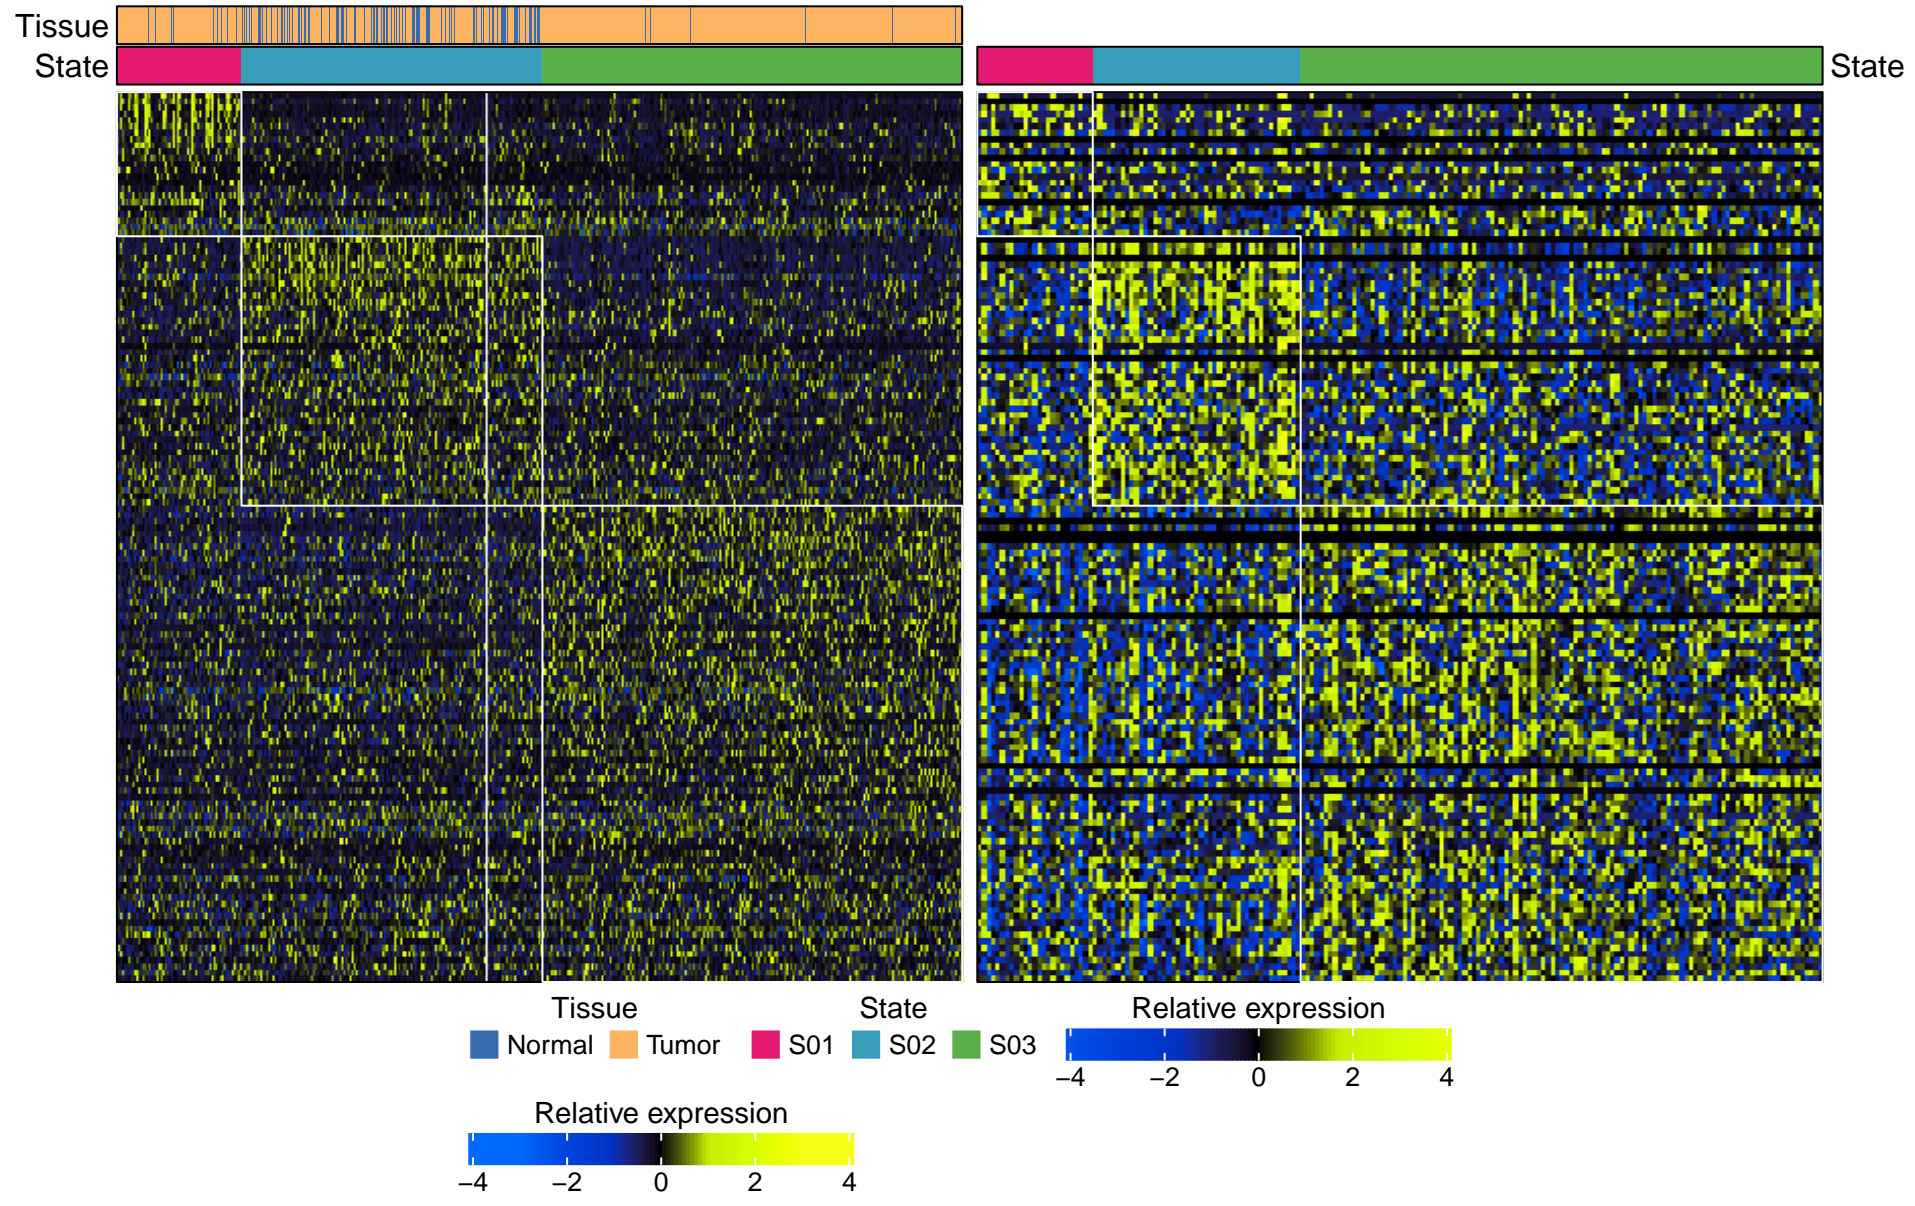 Tissue
State
State
Tissue
Normal Tumor
State
S01 S02 S03
Relative expression
−4 −2 0 2 4
Relative expression
−4 −2 0 2 4